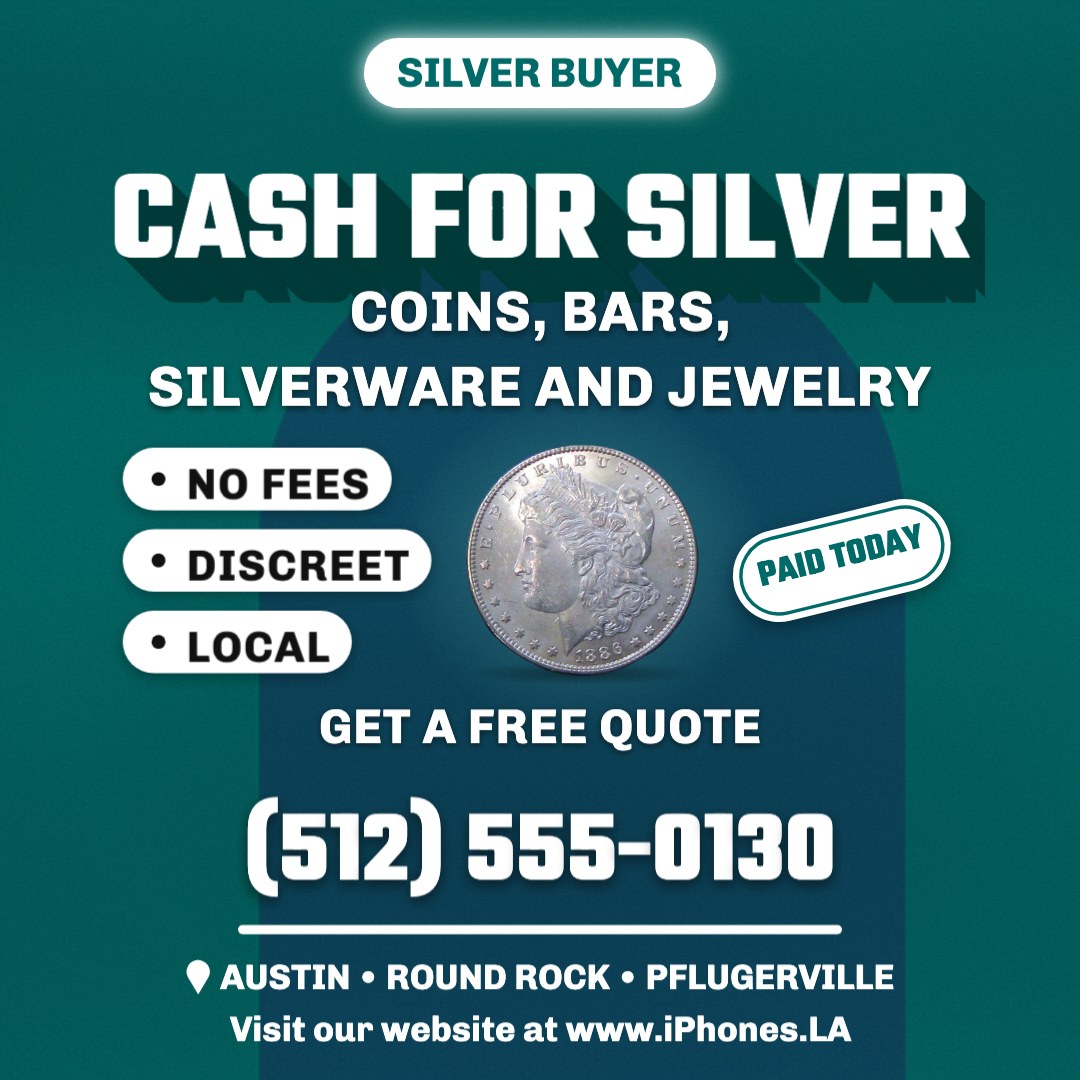 SILVER BUYER
CASH FOR SILVER
COINS, BARS,
SILVERWARE AND JEWELRY
• NO FEES
• DISCREET
• LOCAL
E · PLURIBUS · UNUM
1886
PAID TODAY
GET A FREE QUOTE
(512) 555-0130
AUSTIN • ROUND ROCK • PFLUGERVILLE
Visit our website at www.iPhones.LA